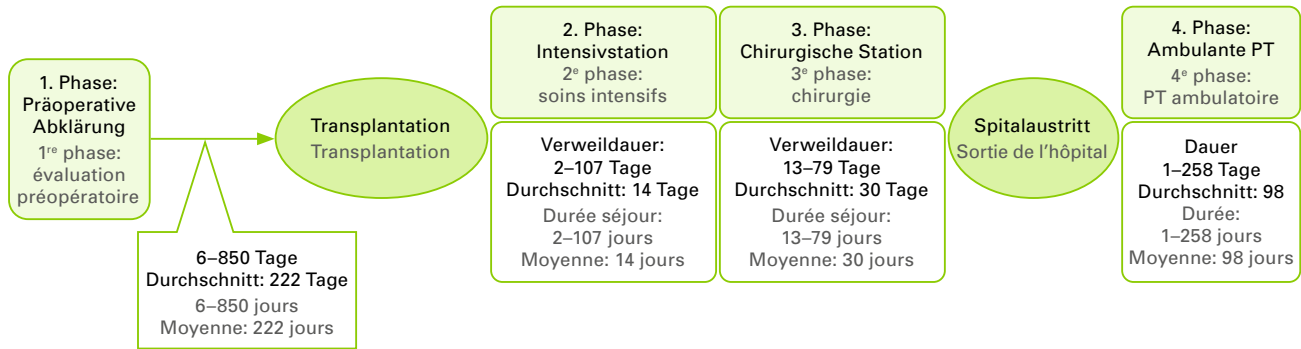 1. Phase:
Präoperative
Abklärung
1re phase:
évaluation
préopératoire
6–850 Tage
Durchschnitt: 222 Tage
6–850 jours
Moyenne: 222 jours
Transplantation
Transplantation
2. Phase:
Intensivstation
2e phase:
soins intensifs
Verweildauer:
2–107 Tage
Durchschnitt: 14 Tage
Durée séjour:
2–107 jours
Moyenne: 14 jours
3. Phase:
Chirurgische Station
3e phase:
chirurgie
Verweildauer:
13–79 Tage
Durchschnitt: 30 Tage
Durée séjour:
13–79 jours
Moyenne: 30 jours
Spitalaustritt
Sortie de l’hôpital
4. Phase:
Ambulante PT
4e phase:
PT ambulatoire
Dauer
1–258 Tage
Durchschnitt: 98
Durée:
1–258 jours
Moyenne: 98 jours